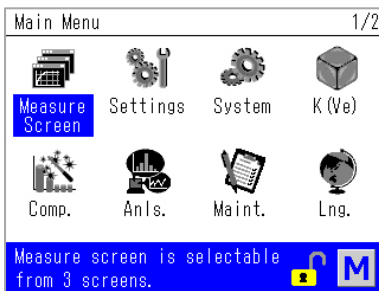 Main Menu 1/2
Measure Screen
Settings
System
K(Ve)
Comp.
Anls.
Maint.
Lng.
Measure screen is selectable
from 3 screens.
M